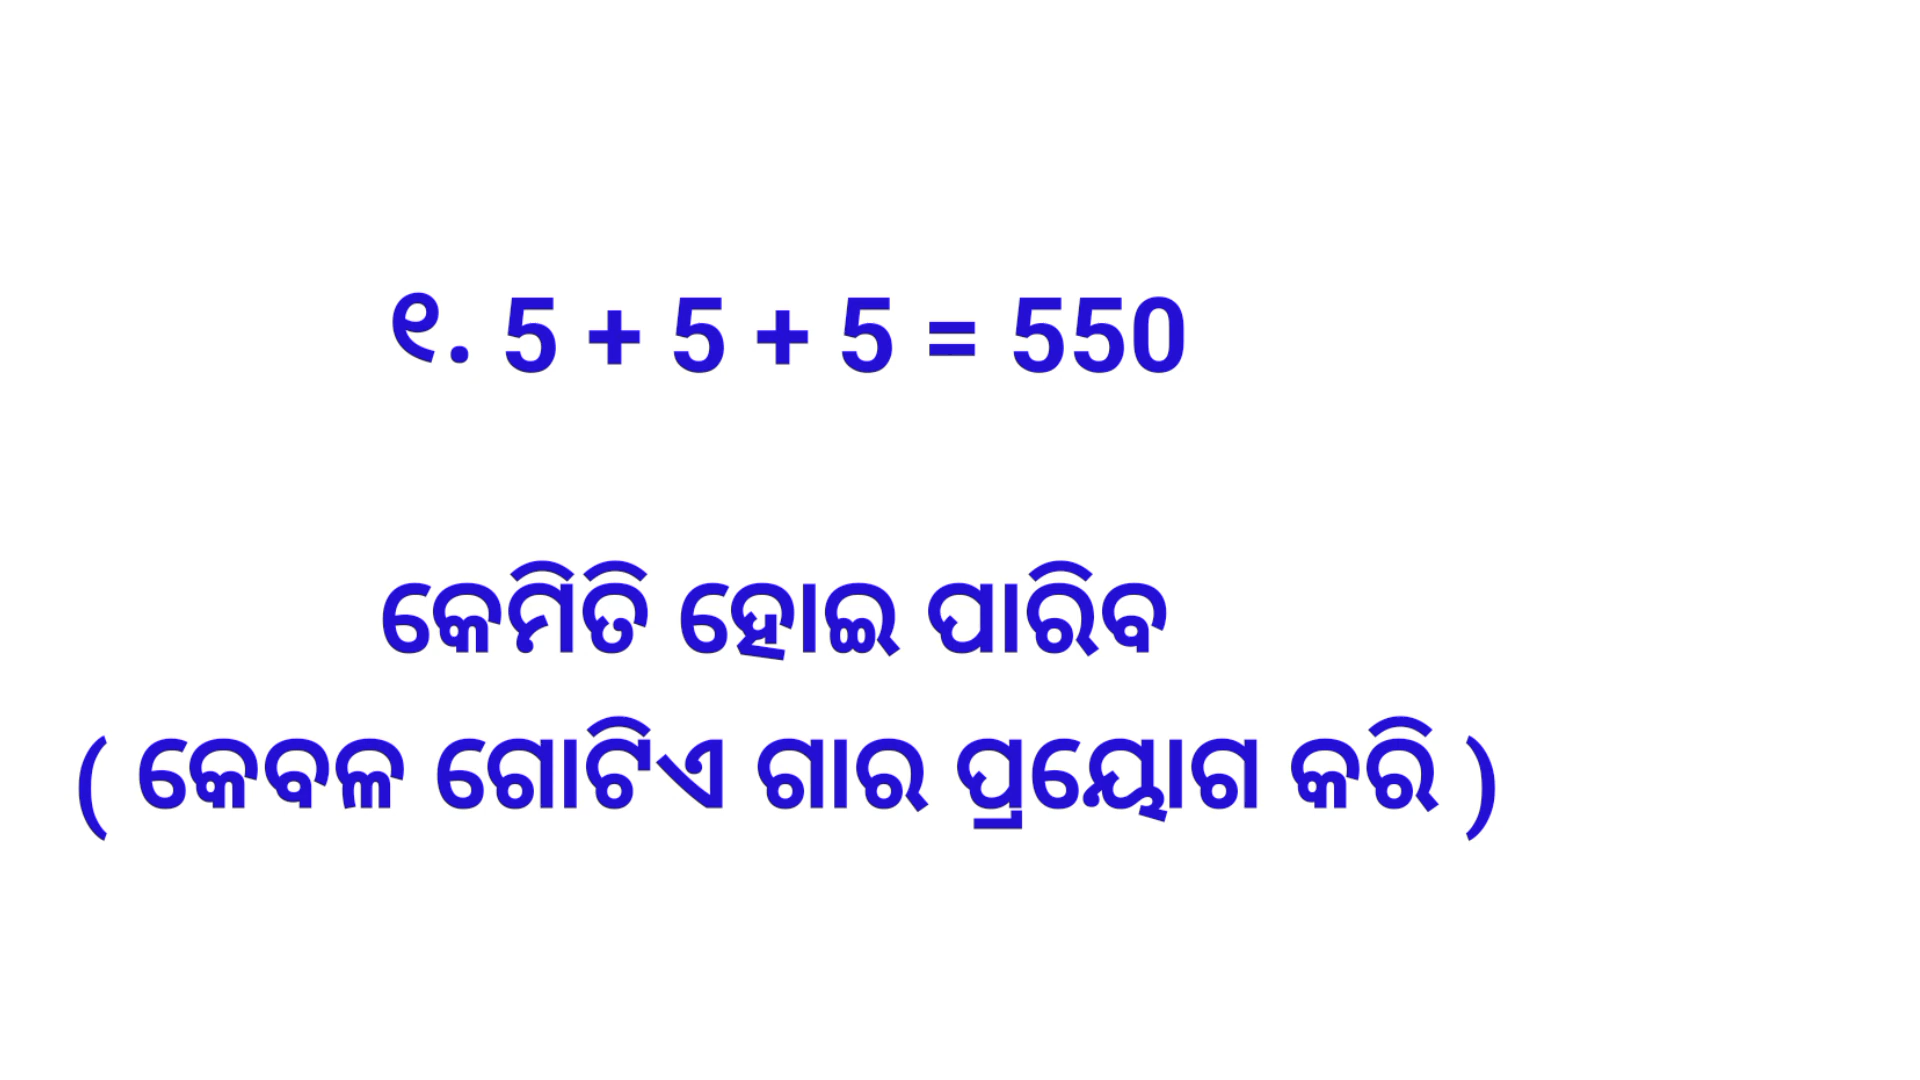 ୧. 5 + 5 + 5 = 550
କେମିତି ହୋଇ ପାରିବ
( କେବଳ ଗୋଟିଏ ଗାର ପ୍ରୟୋଗ କରି )